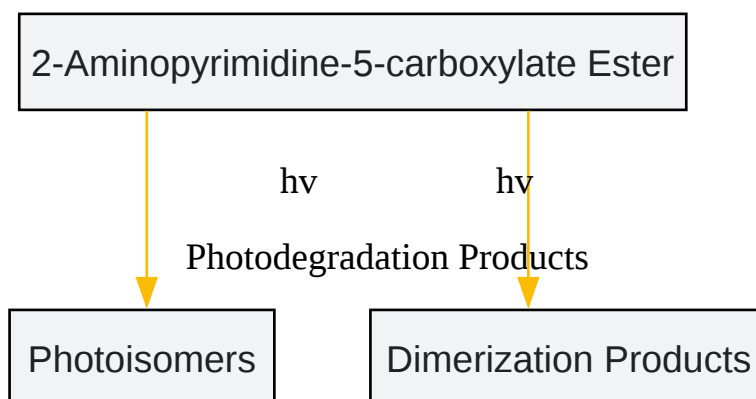 2-Aminopyrimidine-5-carboxylate Ester
hv hv
Photodegradation Products
Photoisomers Dimerization Products